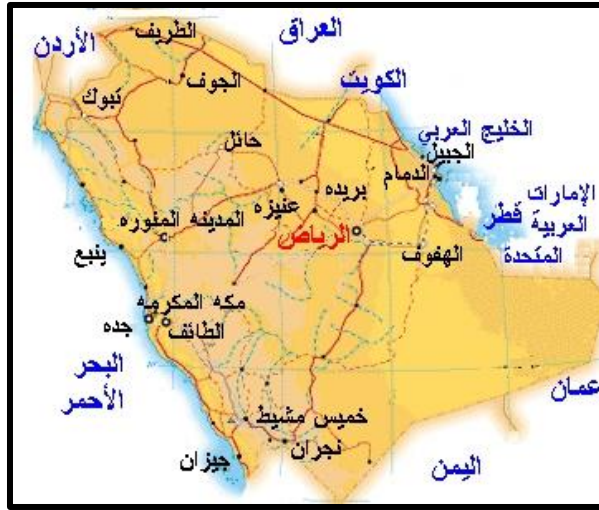 العراق
الطريف
الأردن
الجوف
الكويت
تبوك
الخليج العربي
الجبيل
حائل
الدمام
بريده
عنيزه
الإمارات
العربية
المتحدة
قطر
المدينه المنوره
الرياض
ينبع
الهفوف
مكه المكرمه
جده
الطائف
البحر
الأحمر
عمان
خميس مشيط
نجران
جيزان
اليمن